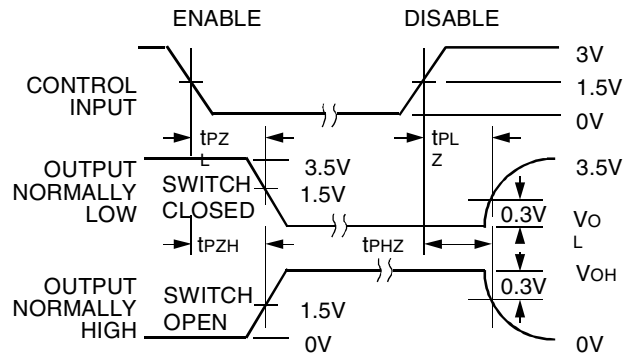 ENABLE DISABLE
3V
CONTROL
INPUT
1.5V
0V
tPZ
L
tPL
Z
OUTPUT
NORMALLY
LOW
SWITCH
CLOSED
3.5V
1.5V
3.5V
0.3V
VO
L
tPZH
tPHZ
OUTPUT
NORMALLY
HIGH
SWITCH
OPEN
1.5V
0V
VOH
0.3V
0V